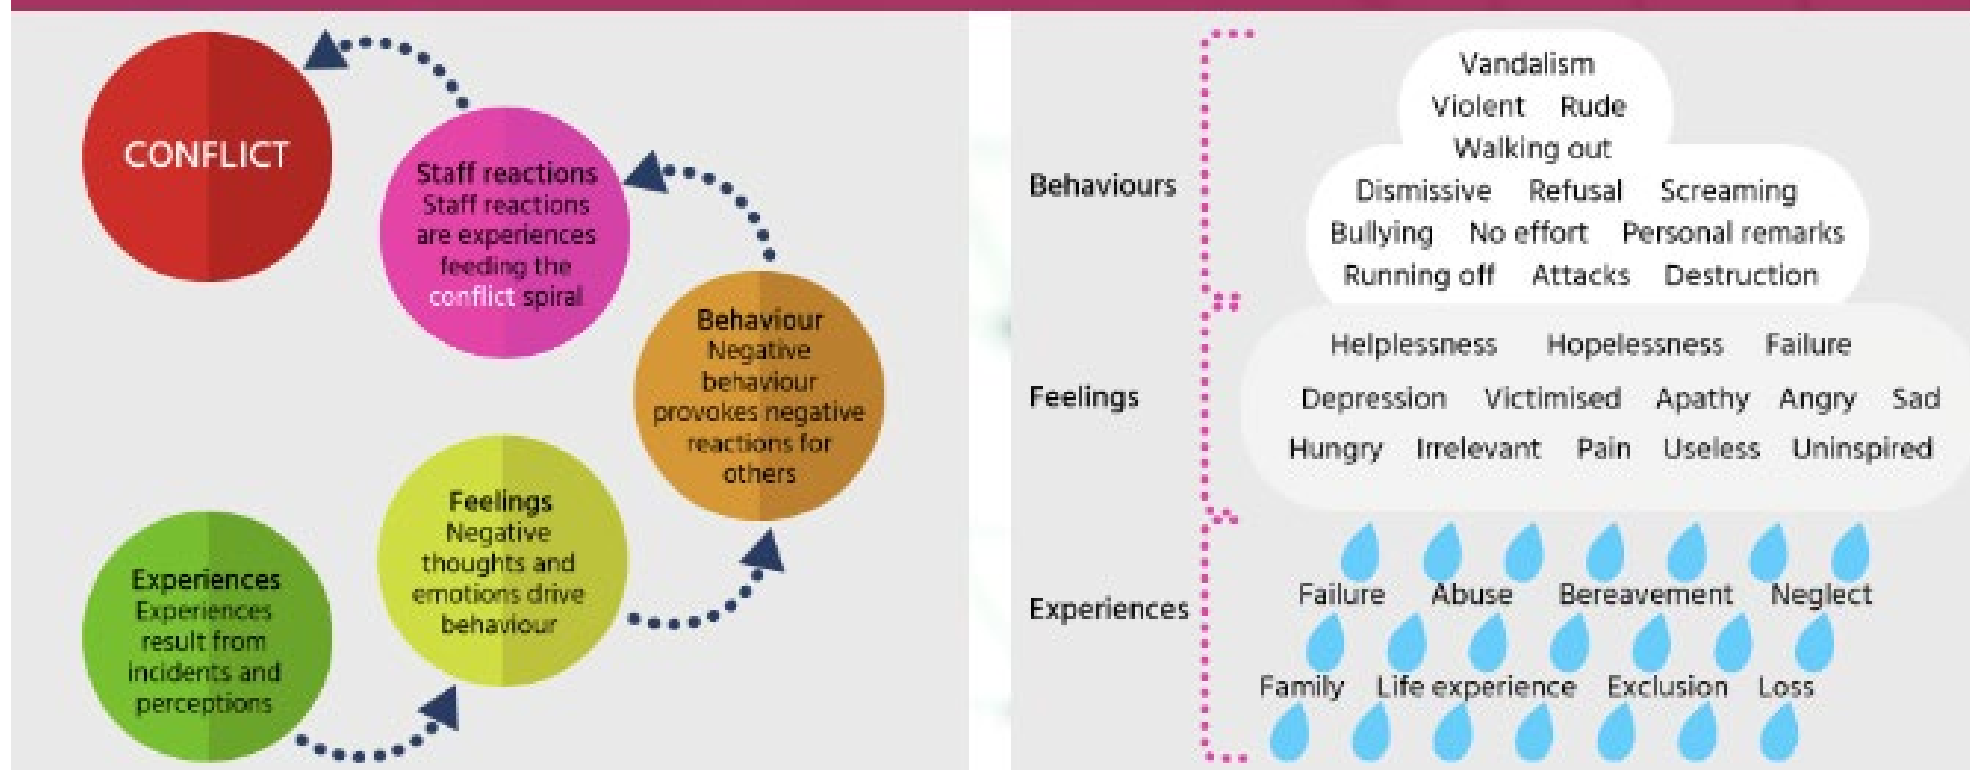 CONFLICT
Staff reactions
Staff reactions
are experiences
feeding the
conflict spiral
Behaviour
Negative
behaviour
provokes negative
reactions for
others
Feelings
Negative
thoughts and
emotions drive
behaviour
Experiences
Experiences
result from
incidents and
perceptions
Behaviours
Vandalism
Violent Rude
Walking out
Dismissive Refusal Screaming
Bullying No effort Personal remarks
Running off Attacks Destruction
Feelings
Helplessness Hopelessness Failure
Depression Victimised Apathy Angry Sad
Hungry Irrelevant Pain Useless Uninspired
Experiences
Failure Abuse Bereavement Neglect
Family Life experience Exclusion Loss